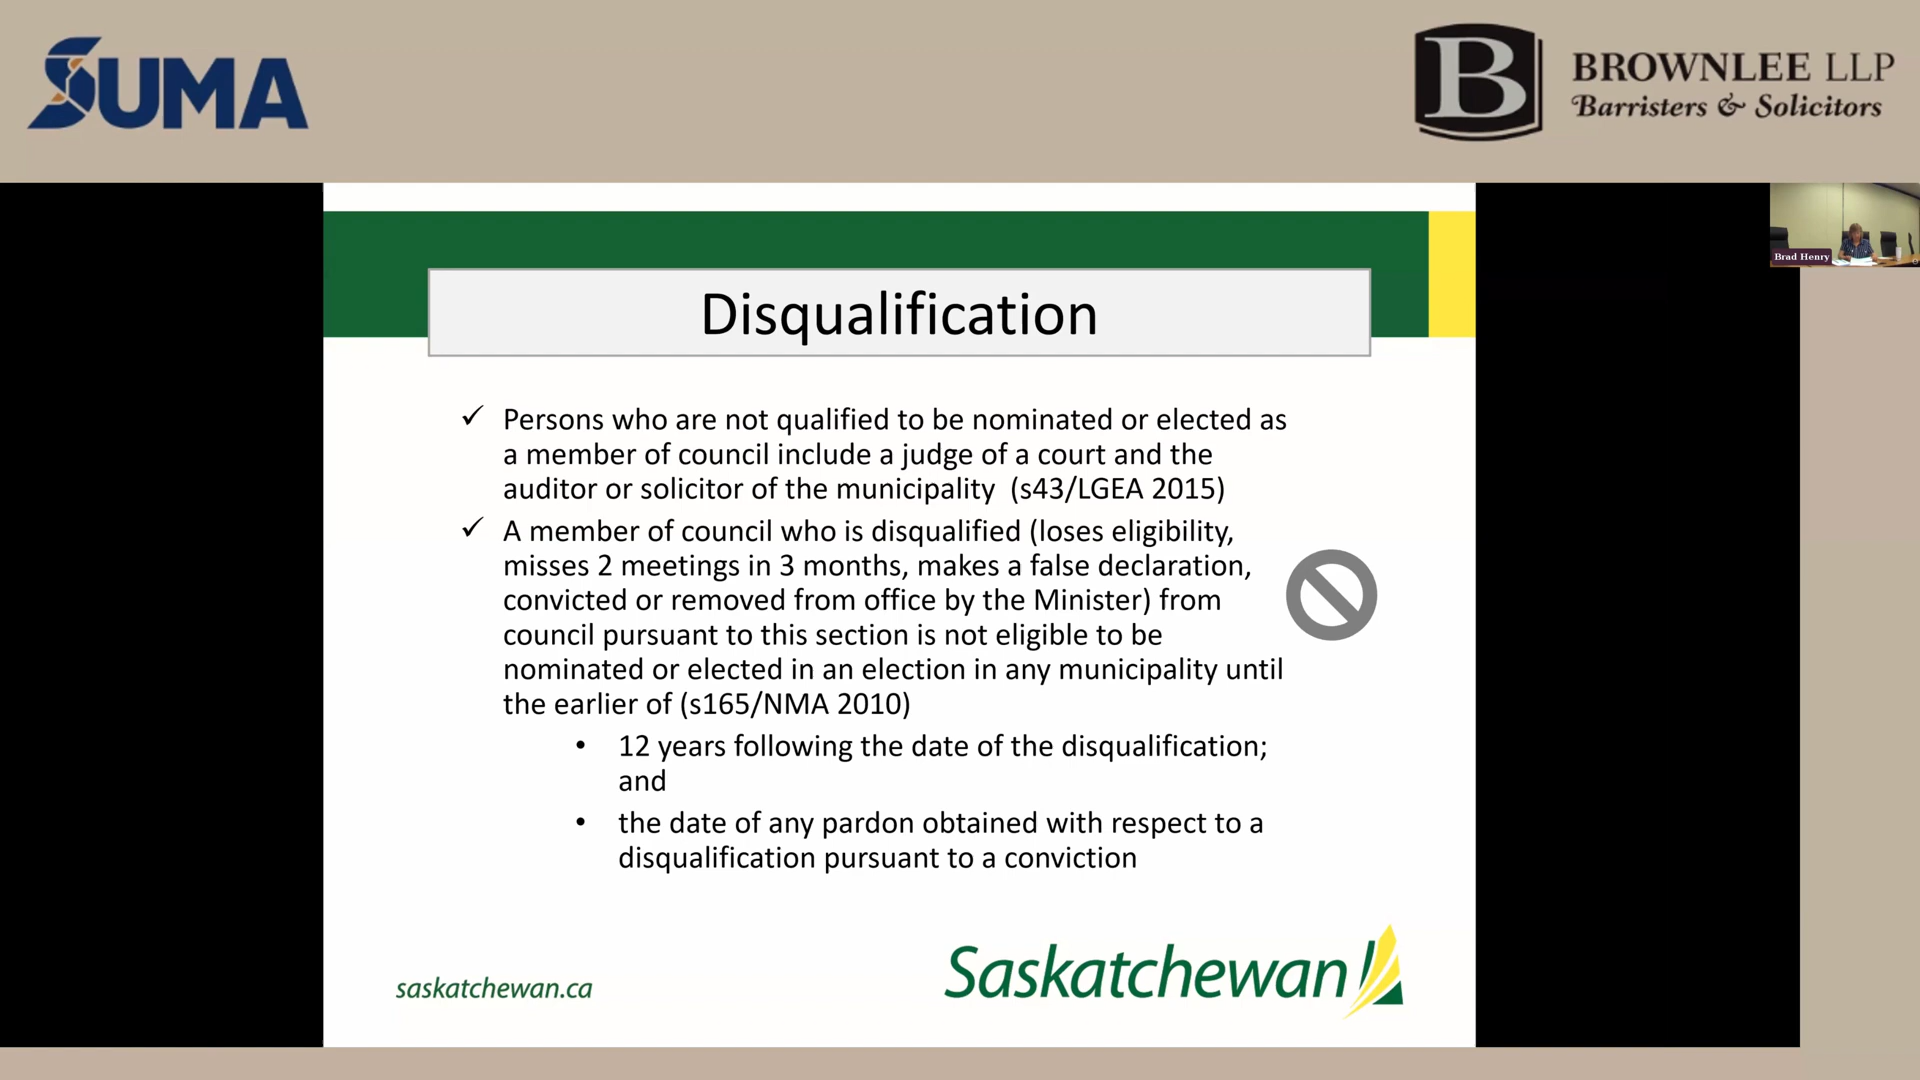 SUMA
B
BROWNLEE LLP
Barristers & Solicitors
Brad Henry
Disqualification
✓ Persons who are not qualified to be nominated or elected as
a member of council include a judge of a court and the
auditor or solicitor of the municipality (s43/LGEA 2015)
✓ A member of council who is disqualified (loses eligibility,
misses 2 meetings in 3 months, makes a false declaration,
convicted or removed from office by the Minister) from
council pursuant to this section is not eligible to be
nominated or elected in an election in any municipality until
the earlier of (s165/NMA 2010)
• 12 years following the date of the disqualification;
and
• the date of any pardon obtained with respect to a
disqualification pursuant to a conviction
saskatchewan.ca
Saskatchewan